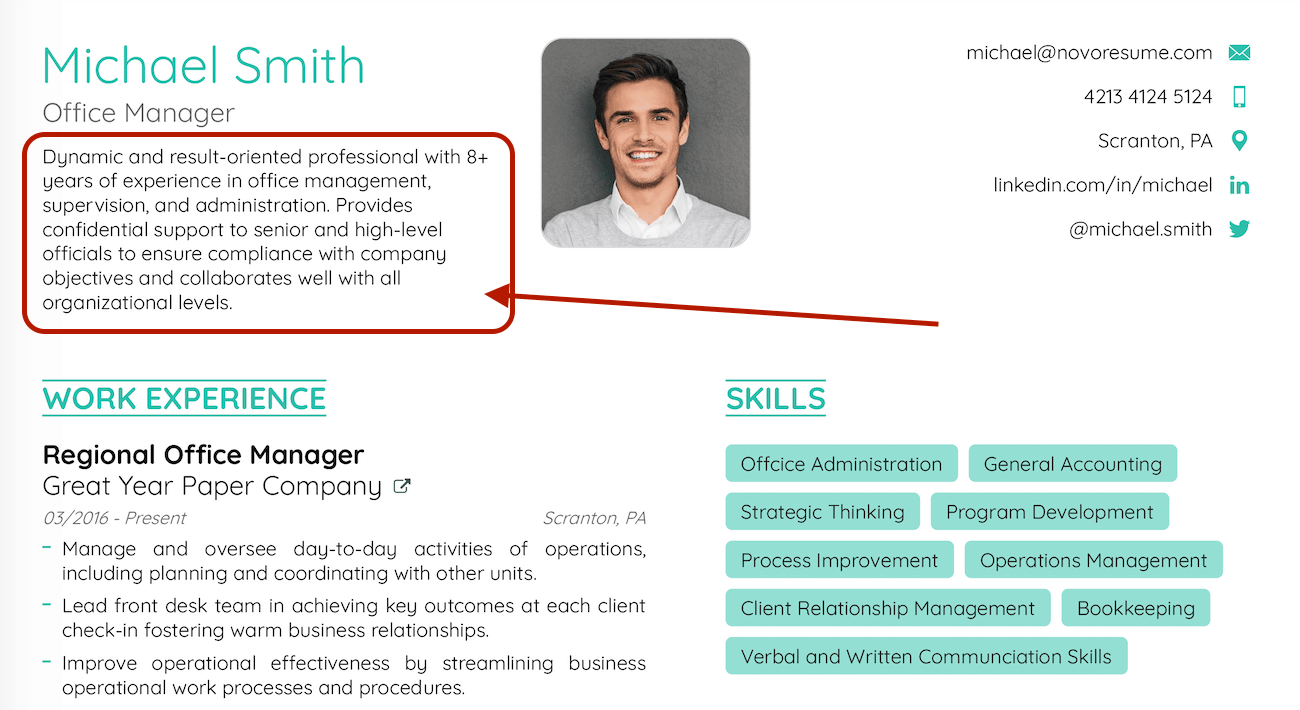 Michael Smith
Office Manager
Dynamic and result-oriented professional with 8+
years of experience in office management,
supervision, and administration. Provides
confidential support to senior and high-level
officials to ensure compliance with company
objectives and collaborates well with all
organizational levels.
michael@novoresume.com
4213 4124 5124
Scranton, PA
linkedin.com/in/michael
in
@michael.smith
WORK EXPERIENCE
Regional Office Manager
Great Year Paper Company
03/2016 - Present
Scranton, PA
- Manage and oversee day-to-day activities of operations,
including planning and coordinating with other units.
- Lead front desk team in achieving key outcomes at each client
check-in fostering warm business relationships.
- Improve operational effectiveness by streamlining business
operational work processes and procedures.
SKILLS
Offcice Administration
General Accounting
Strategic Thinking
Program Development
Process Improvement
Operations Management
Client Relationship Management
Bookkeeping
Verbal and Written Communciation Skills